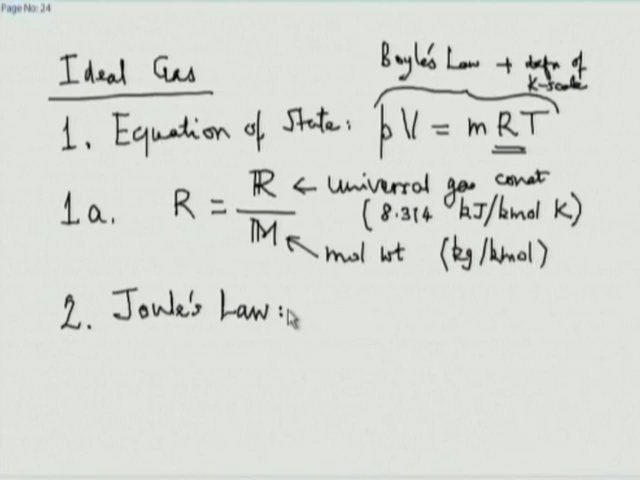 Page No: 24
Ideal Gas
Boyle's Law + defn of
K-scale
1. Equation of State: pV = m RT
1a. R = ℝ / 𝕄
← universal gas const
(8.314 kJ/kmol K)
mol wt (kg/kmol)
2. Joule's Law: